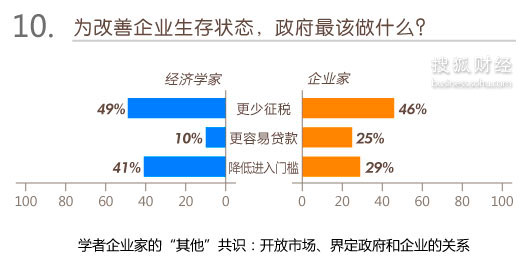 10. 为改善企业生存状态，政府最该做什么？
搜狐财经
business.sohu.com
经济学家 企业家
49% 更少征税 46%
10% 更容易贷款 25%
41% 降低进入门槛 29%
100 80 60 40 20 0 0 20 40 60 80 100
学者企业家的“其他”共识：开放市场、界定政府和企业的关系